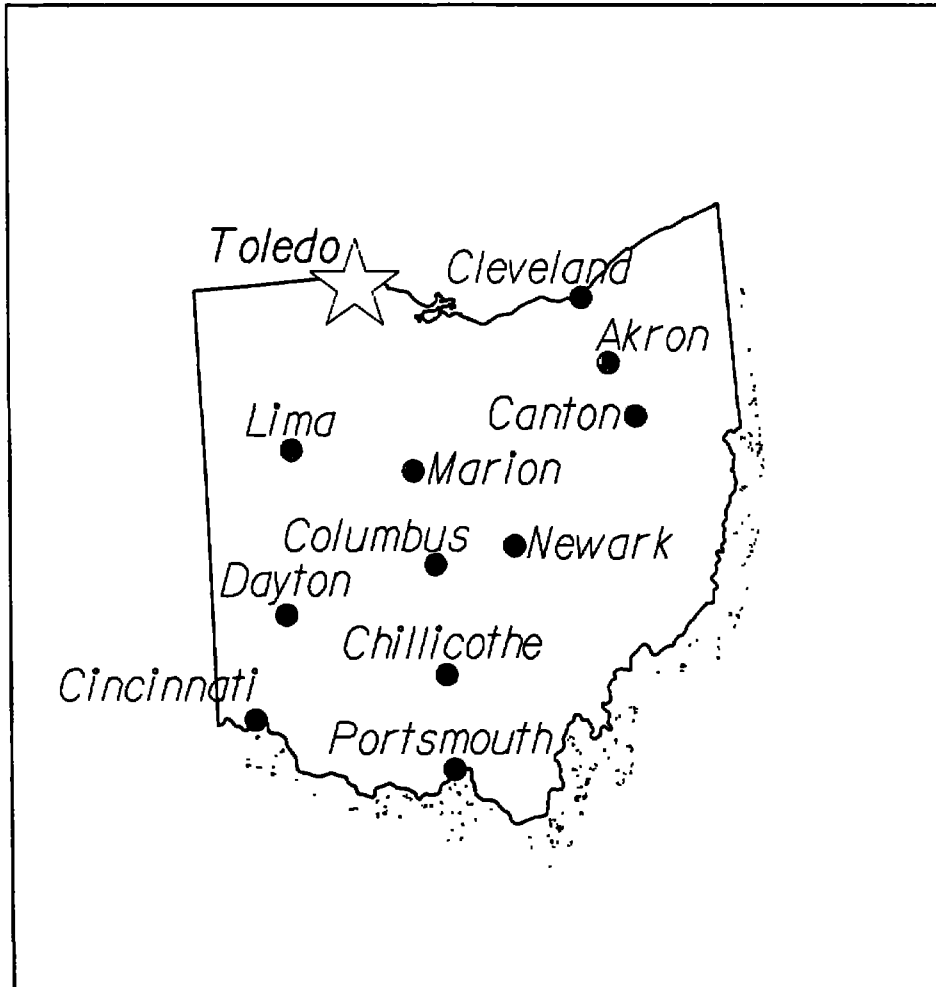 Toledo
Cleveland
Akron
Canton
Lima
Marion
Columbus
Newark
Dayton
Chillicothe
Cincinnati
Portsmouth